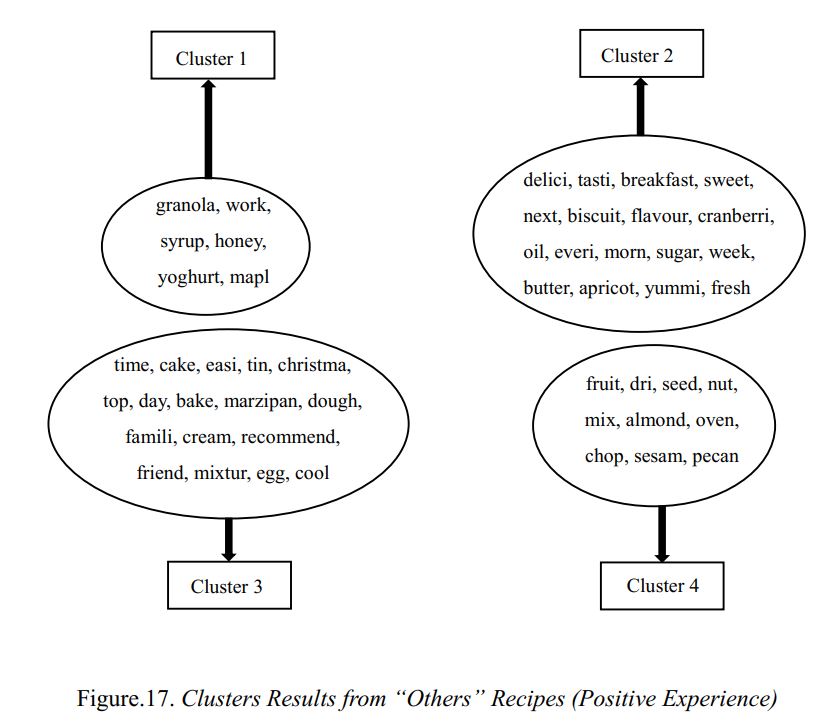 Cluster 1
granola, work,
syrup, honey,
yoghurt, mapl
Cluster 2
delici, tasti, breakfast, sweet,
next, biscuit, flavour, cranberri,
oil, everi, morn, sugar, week,
butter, apricot, yummi, fresh
time, cake, easi, tin, christma,
top, day, bake, marzipan, dough,
famili, cream, recommend,
friend, mixtur, egg, cool
Cluster 3
fruit, dri, seed, nut,
mix, almond, oven,
chop, sesam, pecan
Cluster 4
Figure.17. Clusters Results from “Others” Recipes (Positive Experience)